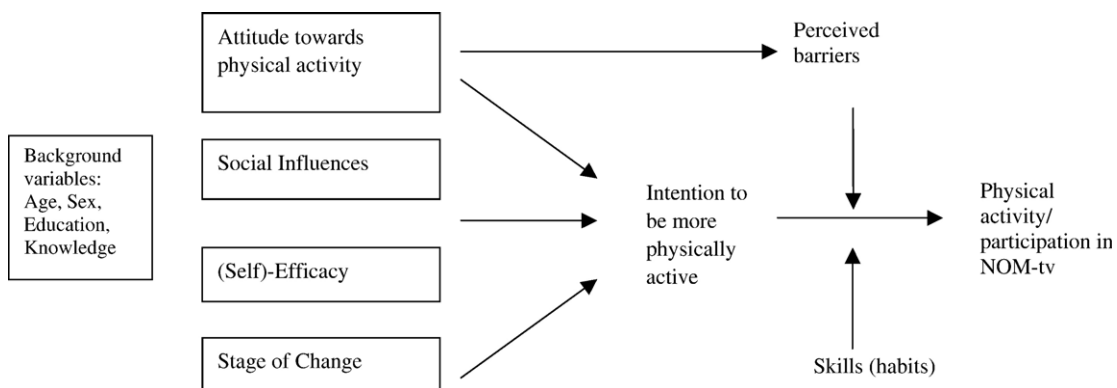 Background
variables:
Age, Sex,
Education,
Knowledge
Attitude towards
physical activity
Social Influences
(Self)-Efficacy
Stage of Change
Perceived
barriers
Intention to
be more
physically
active
Skills (habits)
Physical
activity/
participation in
NOM-tv